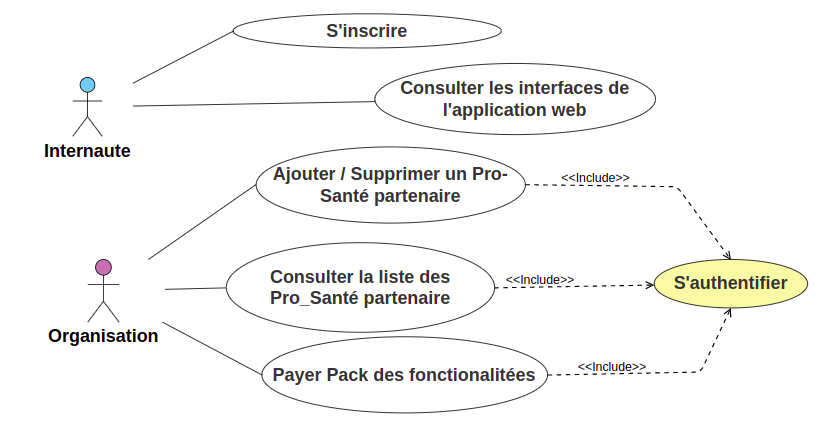 S'inscrire
Consulter les interfaces de
l'application web
Internaute
Ajouter / Supprimer un Pro-
Santé partenaire
<<Include>>
Consulter la liste des
Pro_Santé partenaire
<<Include>>
S'authentifier
Organisation
Payer Pack des fonctionalitées
<<Include>>